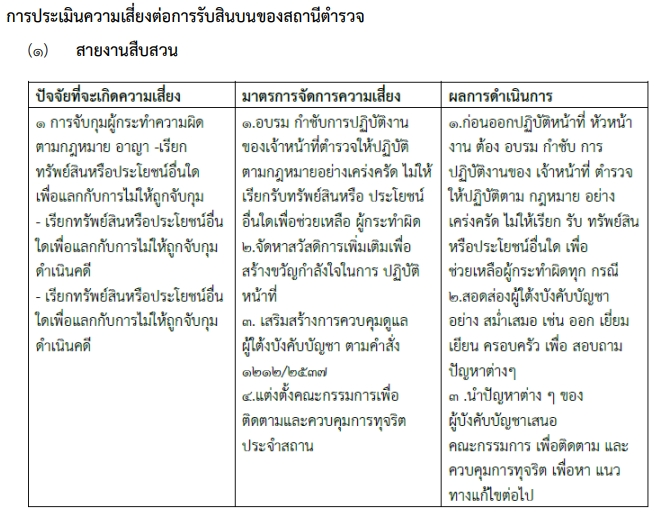 การประเมินความเสี่ยงต่อการรับสินบนของสถานีตำรวจ
(๑) สายงานสืบสวน
ปัจจัยที่จะเกิดความเสี่ยง
๑ การจับกุมผู้กระทำความผิด
ตามกฎหมาย อาญา -เรียก
ทรัพย์สินหรือประโยชน์อื่นใด
เพื่อแลกกับการไม่ให้ถูกจับกุม
- เรียกทรัพย์สินหรือประโยชน์อื่น
ใดเพื่อแลกกับการไม่ให้ถูกจับกุม
ดำเนินคดี
- เรียกทรัพย์สินหรือประโยชน์อื่น
ใดเพื่อแลกกับการไม่ให้ถูกจับกุม
ดำเนินคดี
มาตรการจัดการความเสี่ยง
๑.อบรม กำชับการปฏิบัติงาน
ของเจ้าหน้าที่ตำรวจให้ปฏิบัติ
ตามกฎหมายอย่างเคร่งครัด ไม่ให้
เรียกรับทรัพย์สินหรือ ประโยชน์
อื่นใดเพื่อช่วยเหลือ ผู้กระทำผิด
๒.จัดหาสวัสดิการเพิ่มเติมเพื่อ
สร้างขวัญกำลังใจในการ ปฏิบัติ
หน้าที่
๓. เสริมสร้างการควบคุมดูแล
ผู้ใต้งบังคับบัญชา ตามคำสั่ง
๑๒๑๒/๒๕๓๗
๔.แต่งตั้งคณะกรรมการเพื่อ
ติดตามและควบคุมการทุจริต
ประจำสถาน
ผลการดำเนินการ
๑.ก่อนออกปฏิบัติหน้าที่ หัวหน้า
งาน ต้อง อบรม กำชับ การ
ปฏิบัติงานของ เจ้าหน้าที่ ตำรวจ
ให้ปฏิบัติตาม กฎหมาย อย่าง
เคร่งครัด ไม่ให้เรียก รับ ทรัพย์สิน
หรือประโยชน์อื่นใด เพื่อ
ช่วยเหลือผู้กระทำผิดทุก กรณี
๒.สอดส่องผู้ใต้งบังคับบัญชา
อย่าง สม่ำเสมอ เช่น ออก เยี่ยม
เยียน ครอบครัว เพื่อ สอบถาม
ปัญหาต่างๆ
๓ .นำปัญหาต่าง ๆ ของ
ผู้บังคับบัญชาเสนอ
คณะกรรมการ เพื่อติดตาม และ
ควบคุมการทุจริต เพื่อหา แนว
ทางแก้ไขต่อไป